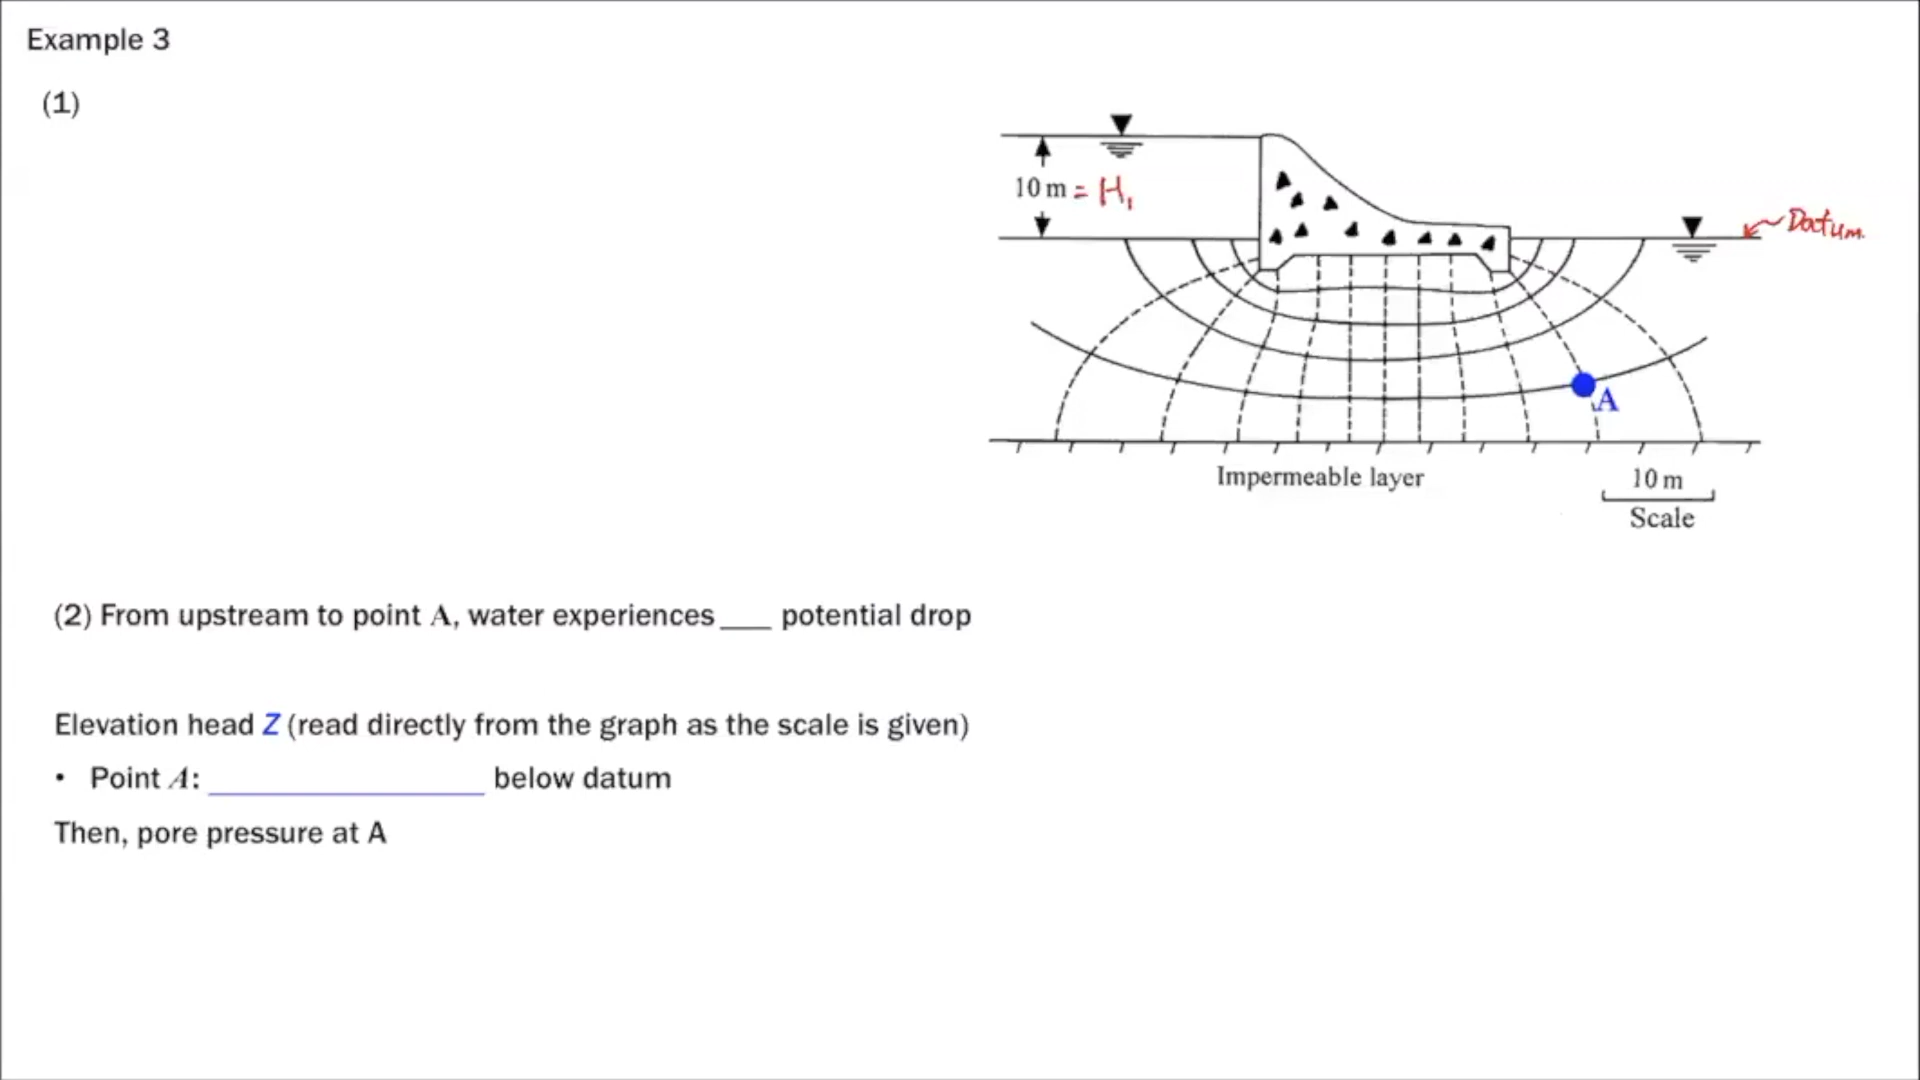 Example 3
(1)
10 m = H₁
Datum
A
Impermeable layer
10 m
Scale
(2) From upstream to point A, water experiences ___ potential drop
Elevation head Z (read directly from the graph as the scale is given)
• Point A: ______________ below datum
Then, pore pressure at A